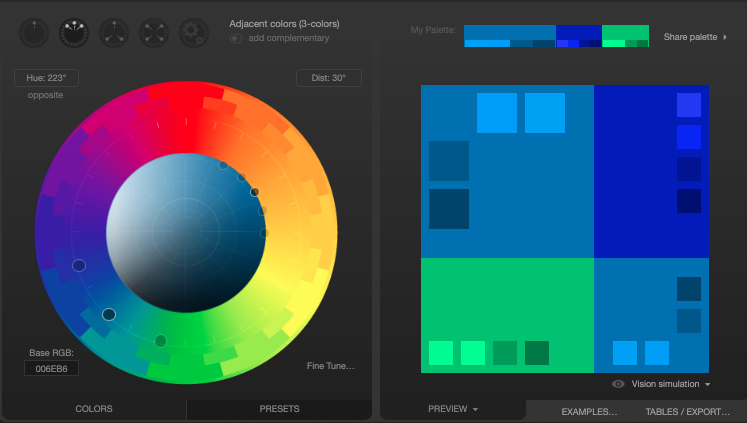 Adjacent colors (3-colors)
add complementary
My Palette:
Share palette
Hue: 223°
opposite
Dist: 30°
Base RGB:
006EB6
Fine Tune...
Vision simulation
COLORS
PRESETS
PREVIEW
EXAMPLES...
TABLES / EXPORT...